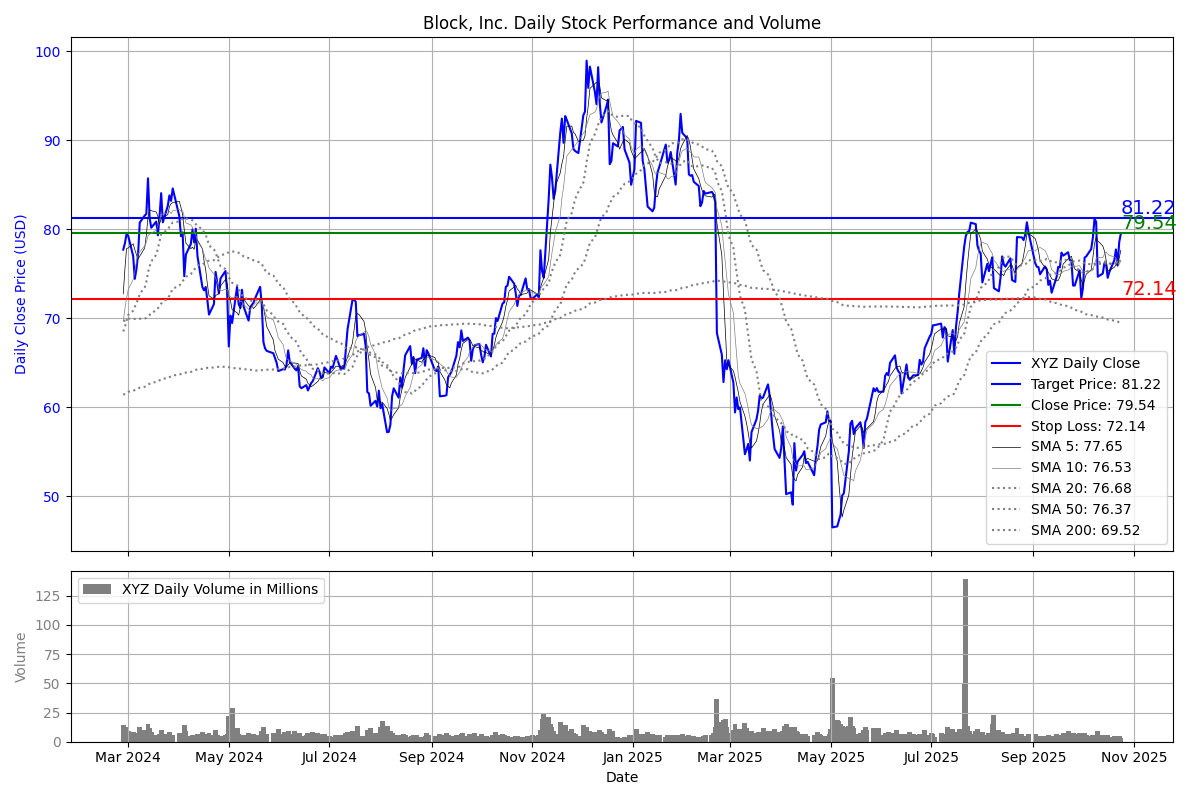 Block, Inc. Daily Stock Performance and Volume
Daily Close Price (USD)
100
90
80
70
60
50
81.22
79.54
72.14
XYZ Daily Close
Target Price: 81.22
Close Price: 79.54
Stop Loss: 72.14
SMA 5: 77.65
SMA 10: 76.53
SMA 20: 76.68
SMA 50: 76.37
SMA 200: 69.52
XYZ Daily Volume in Millions
Volume
125
100
75
50
25
0
Mar 2024 May 2024 Jul 2024 Sep 2024 Nov 2024 Jan 2025 Mar 2025 May 2025 Jul 2025 Sep 2025 Nov 2025
Date